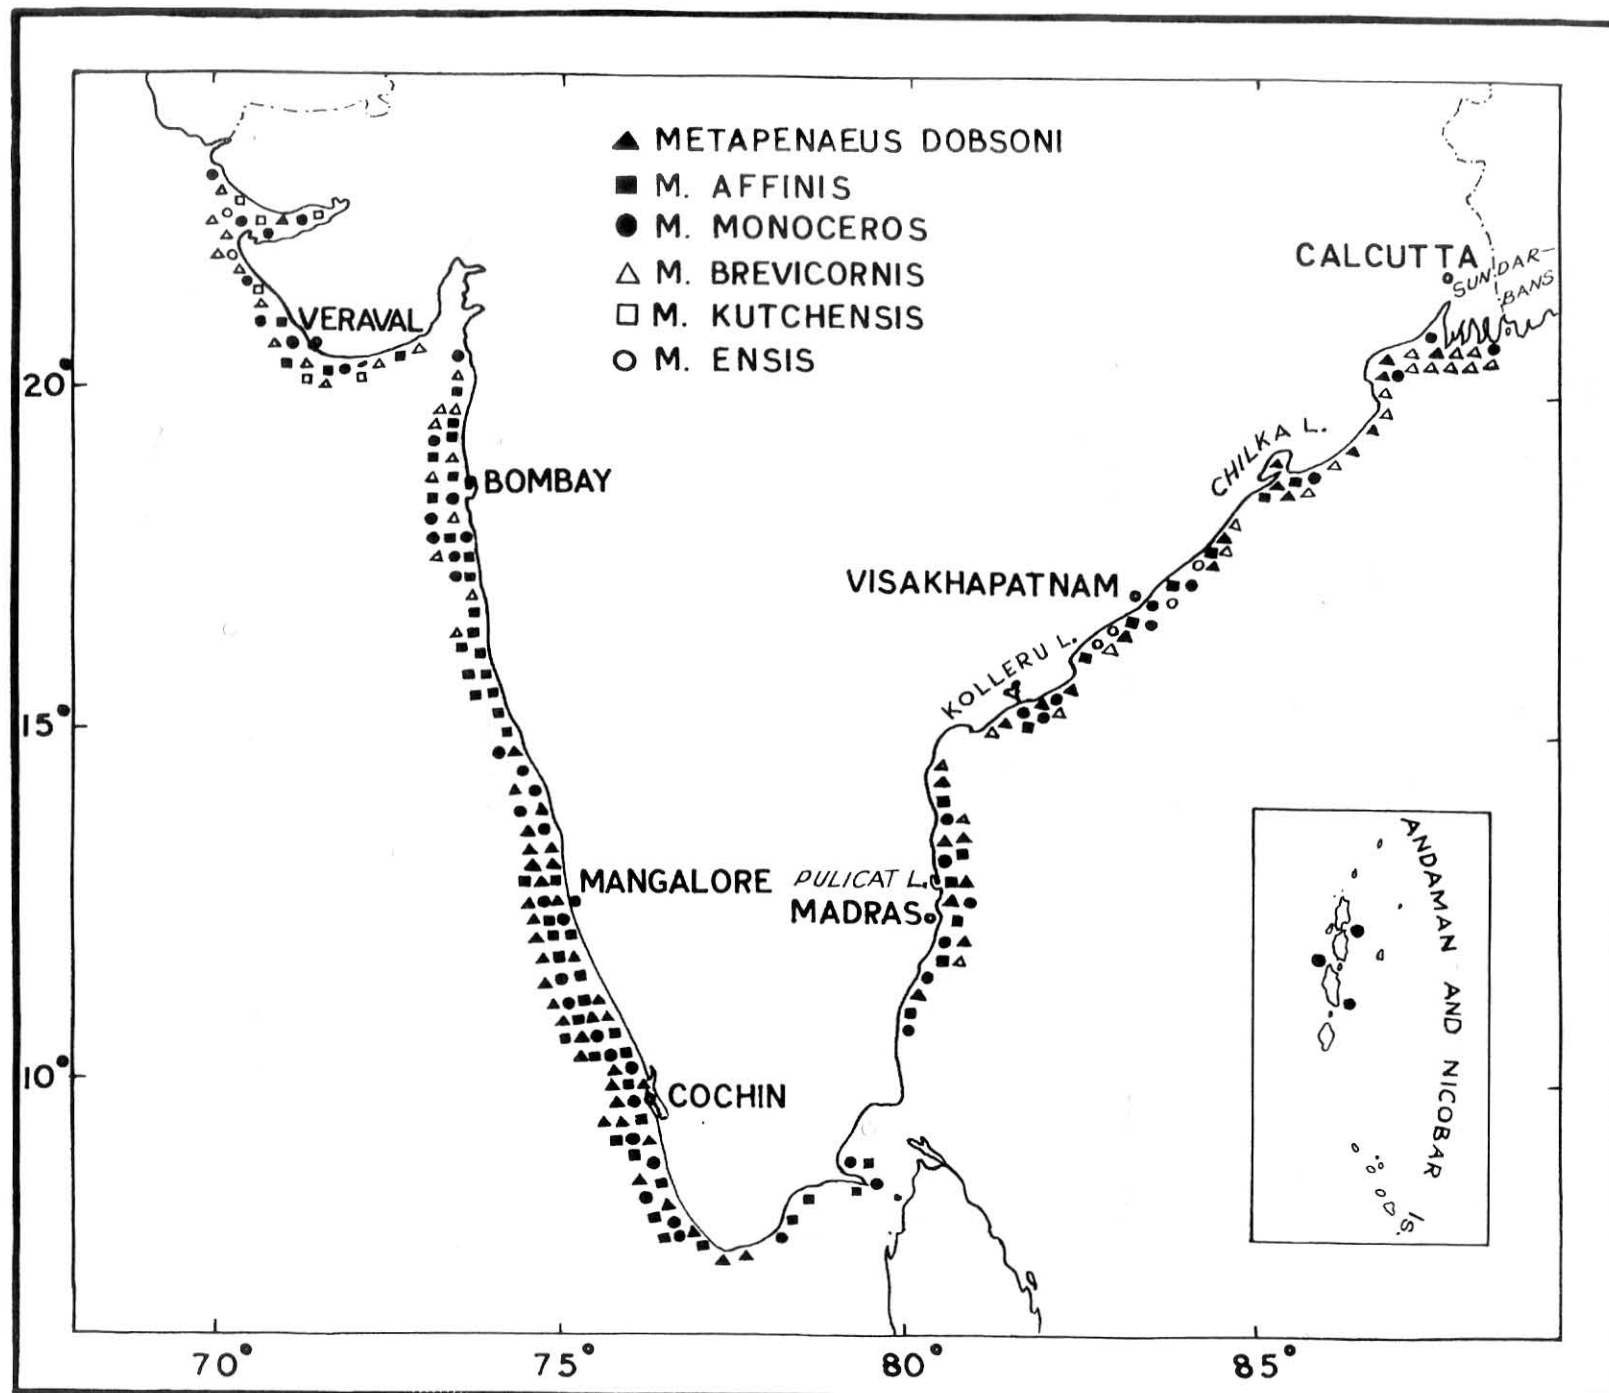 METAPENAEUS DOBSONI
M. AFFINIS
M. MONOCEROS
M. BREVICORNIS
M. KUTCHENSIS
M. ENSIS
CALCUTTA
SUNDAR-
BANS
VERAVAL
20°
CHILKA L.
BOMBAY
VISAKHAPATNAM
KOLLERU L.
15°
MANGALORE
PULICAT L.
MADRAS
ANDAMAN AND NICOBAR
IS.
10°
COCHIN
70° 75° 80° 85°